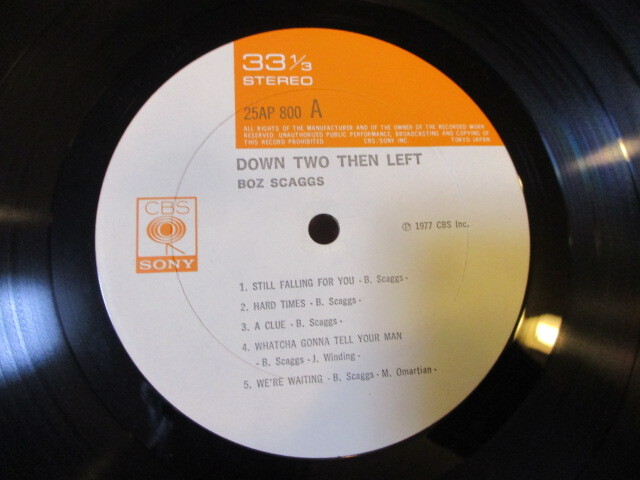 33 1/3
STEREO
25AP 800 A
ALL RIGHTS OF THE MANUFACTURER AND OF THE OWNER OF THE RECORDED WORK
RESERVED. UNAUTHORIZED PUBLIC PERFORMANCE, BROADCASTING AND COPYING OF
THIS RECORD PROHIBITED. CBS SONY INC TOKYO JAPAN
DOWN TWO THEN LEFT
BOZ SCAGGS
CBS
SONY
℗ 1977 CBS Inc.
1. STILL FALLING FOR YOU - B. Scaggs -
2. HARD TIMES - B. Scaggs -
3. A CLUE - B. Scaggs -
4. WHATCHA GONNA TELL YOUR MAN
- B. Scaggs - J. Winding -
5. WE'RE WAITING - B. Scaggs - M. Omartian -